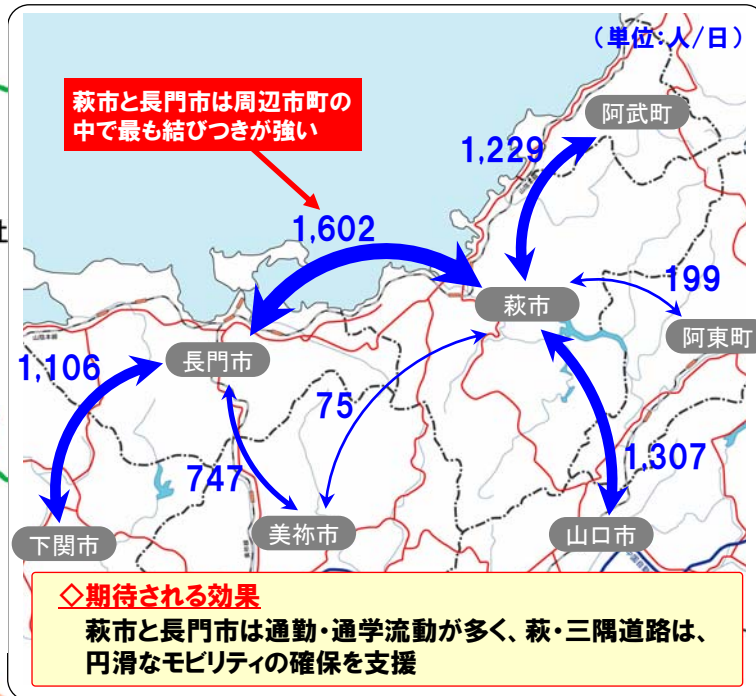 （単位：人/日）
萩市と長門市は周辺市町の
中で最も結びつきが強い
阿武町
1,229
1,602
199
萩市
阿東町
山陰本線
長門市
1,106
75
747
1,307
下関市
美祢市
山口市
◇期待される効果
萩市と長門市は通勤・通学流動が多く、萩・三隅道路は、
円滑なモビリティの確保を支援